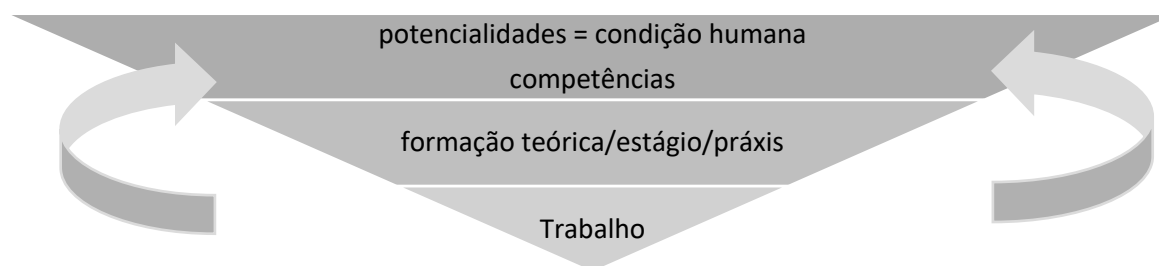 potencialidades = condição humana
competências
formação teórica/estágio/práxis
Trabalho